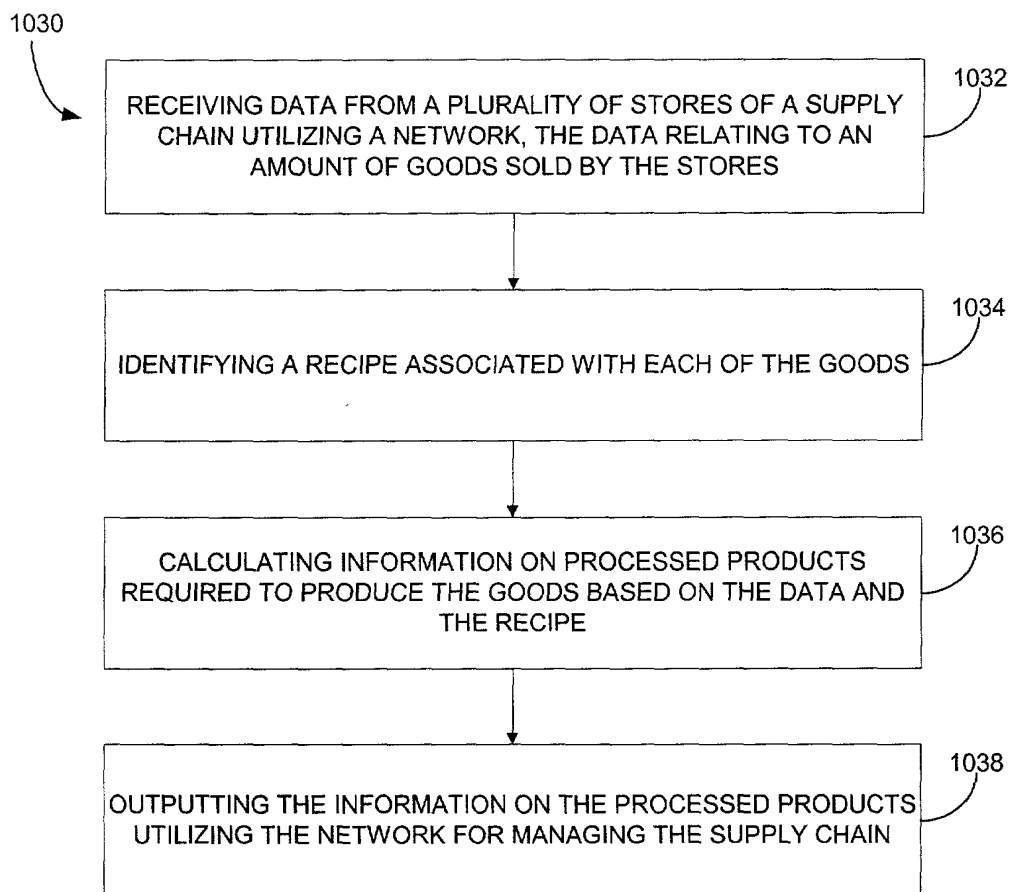 1030
1032
RECEIVING DATA FROM A PLURALITY OF STORES OF A SUPPLY
CHAIN UTILIZING A NETWORK, THE DATA RELATING TO AN
AMOUNT OF GOODS SOLD BY THE STORES
1034
IDENTIFYING A RECIPE ASSOCIATED WITH EACH OF THE GOODS
1036
CALCULATING INFORMATION ON PROCESSED PRODUCTS
REQUIRED TO PRODUCE THE GOODS BASED ON THE DATA AND
THE RECIPE
1038
OUTPUTTING THE INFORMATION ON THE PROCESSED PRODUCTS
UTILIZING THE NETWORK FOR MANAGING THE SUPPLY CHAIN